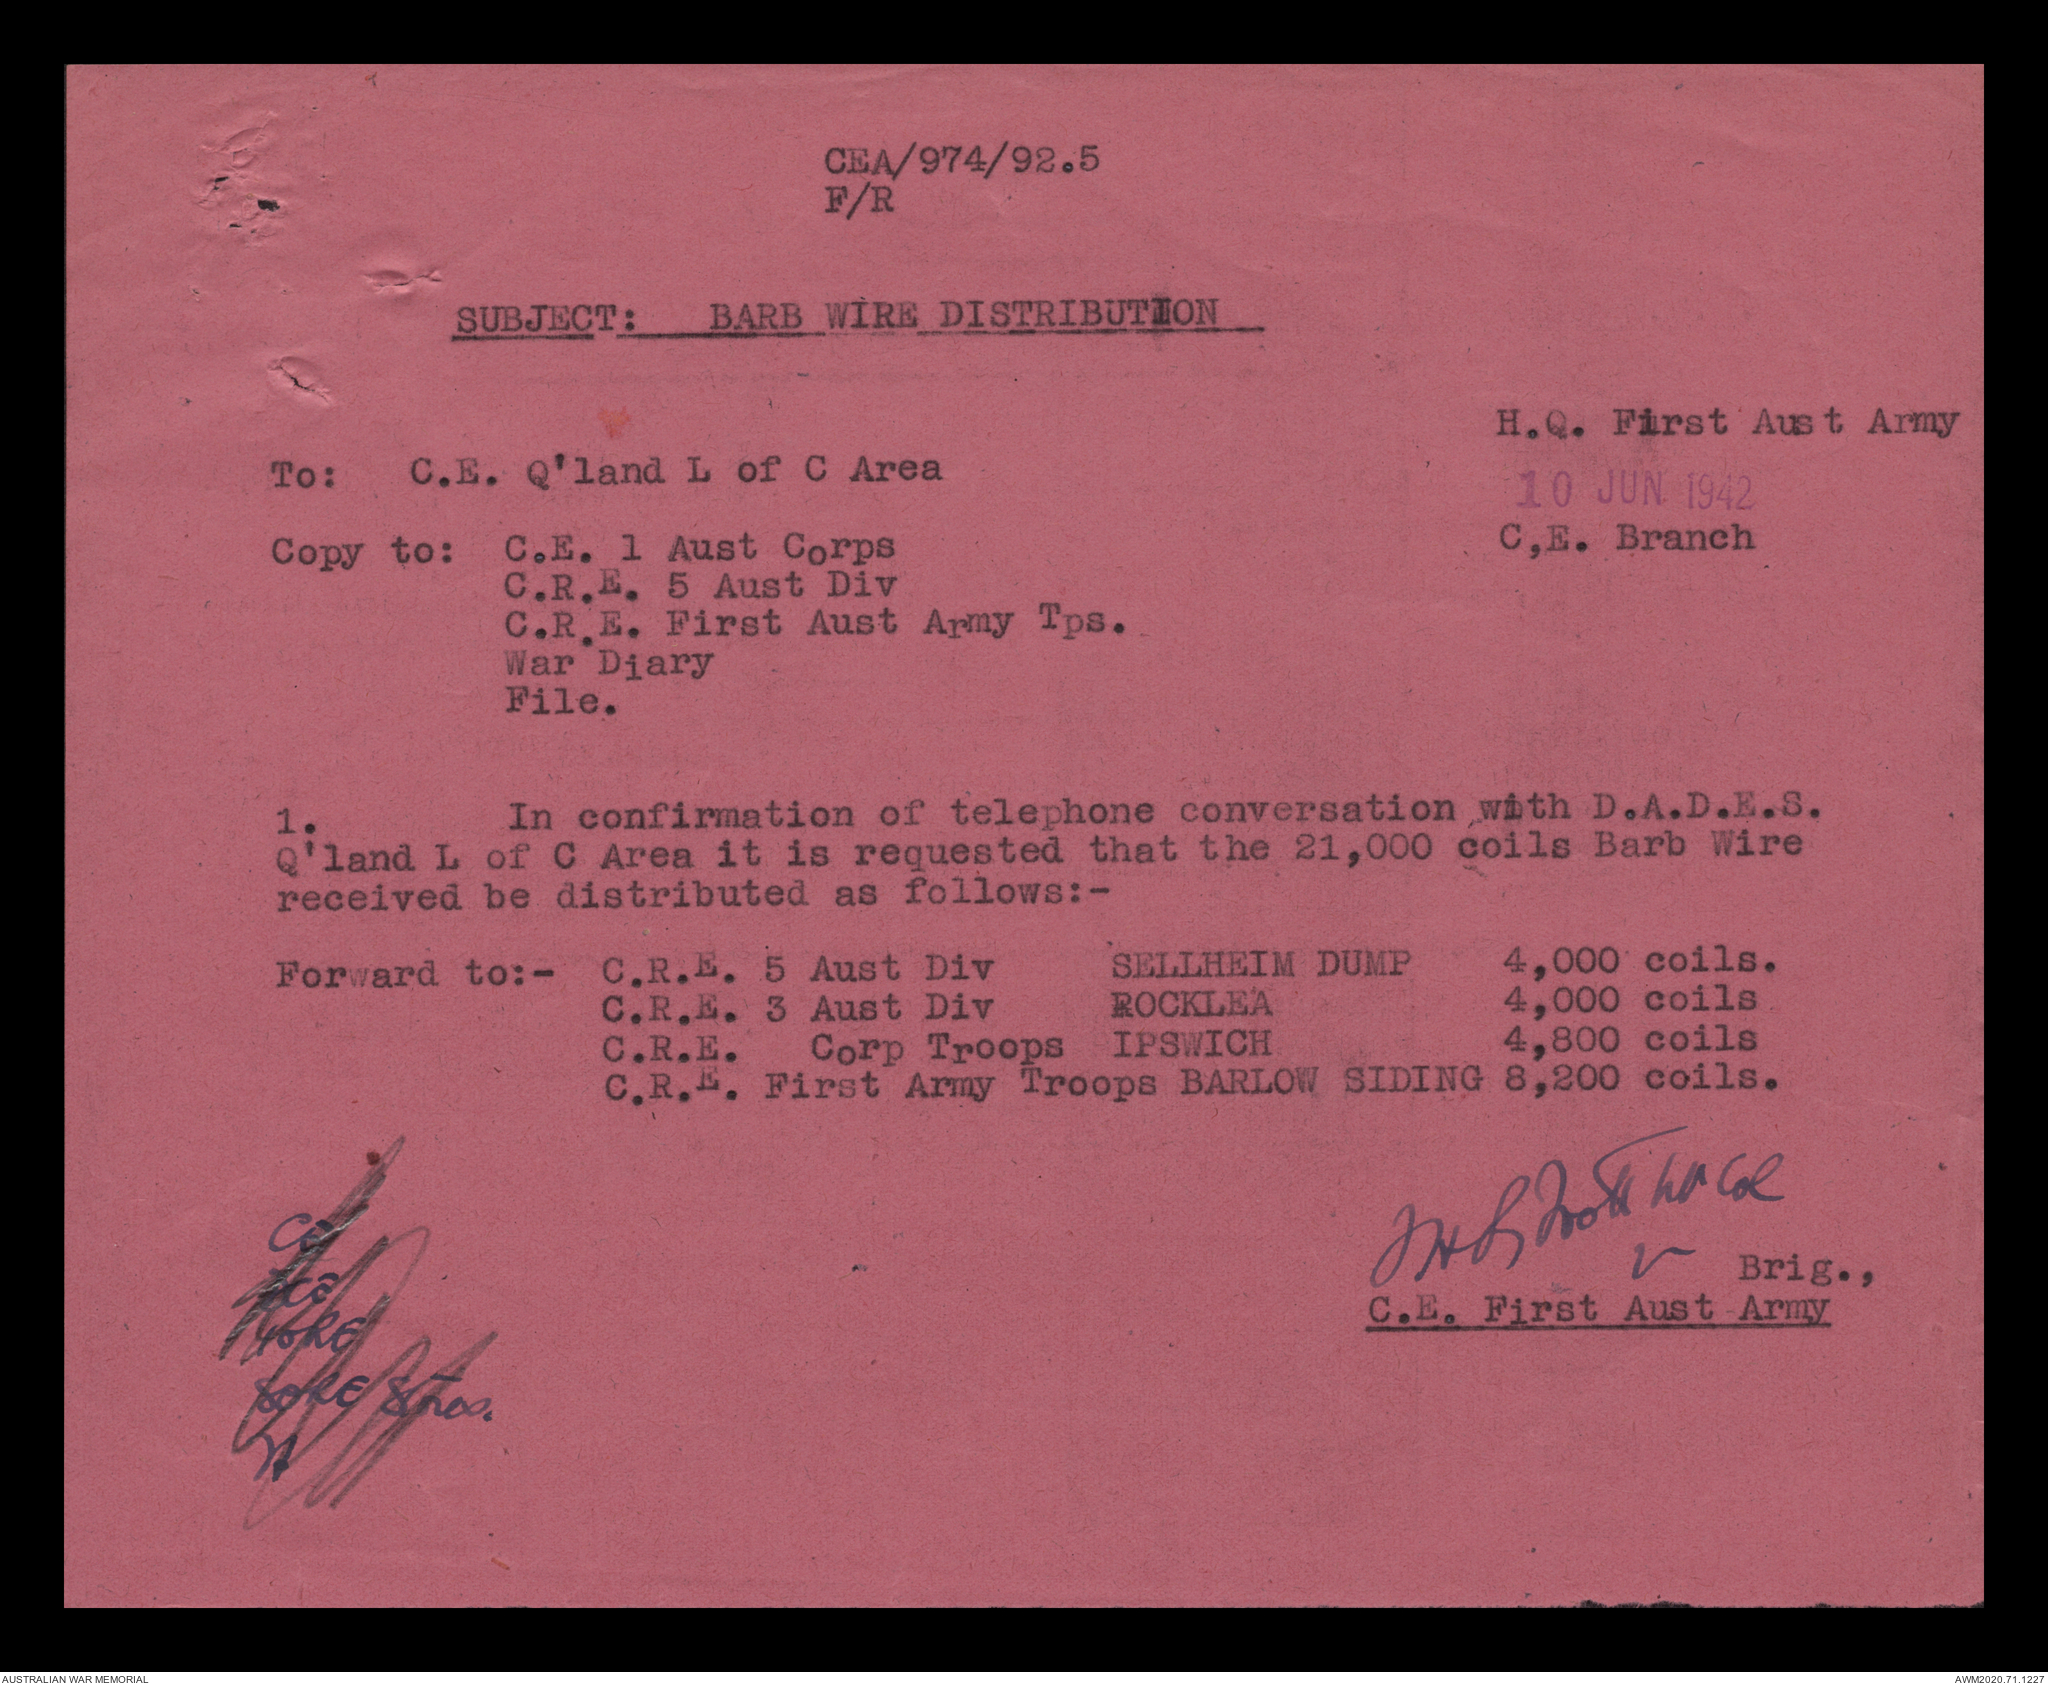 CEA/974/92.5
F/R
SUBJECT: BARB WIRE DISTRIBUTION
H.Q. First Aust Army
10 JUN 1942
C,E. Branch
To: C.E. Q'land L of C Area
Copy to: C.E. 1 Aust Corps
C.R.E. 5 Aust Div
C.R.E. First Aust Army Tps.
War Diary
File.
1. In confirmation of telephone conversation with D.A.D.E.S.
Q'land L of C Area it is requested that the 21,000 coils Barb Wire
received be distributed as follows:-
Forward to:- C.R.E. 5 Aust Div SELLHEIM DUMP 4,000 coils.
C.R.E. 3 Aust Div ROCKLEA 4,000 coils
C.R.E. Corp Troops IPSWICH 4,800 coils
C.R.E. First Army Troops BARLOW SIDING 8,200 coils.
Brig.,
C.E. First Aust Army
CE
SORE Stores.
AUSTRALIAN WAR MEMORIAL
AWM2020.71.1227